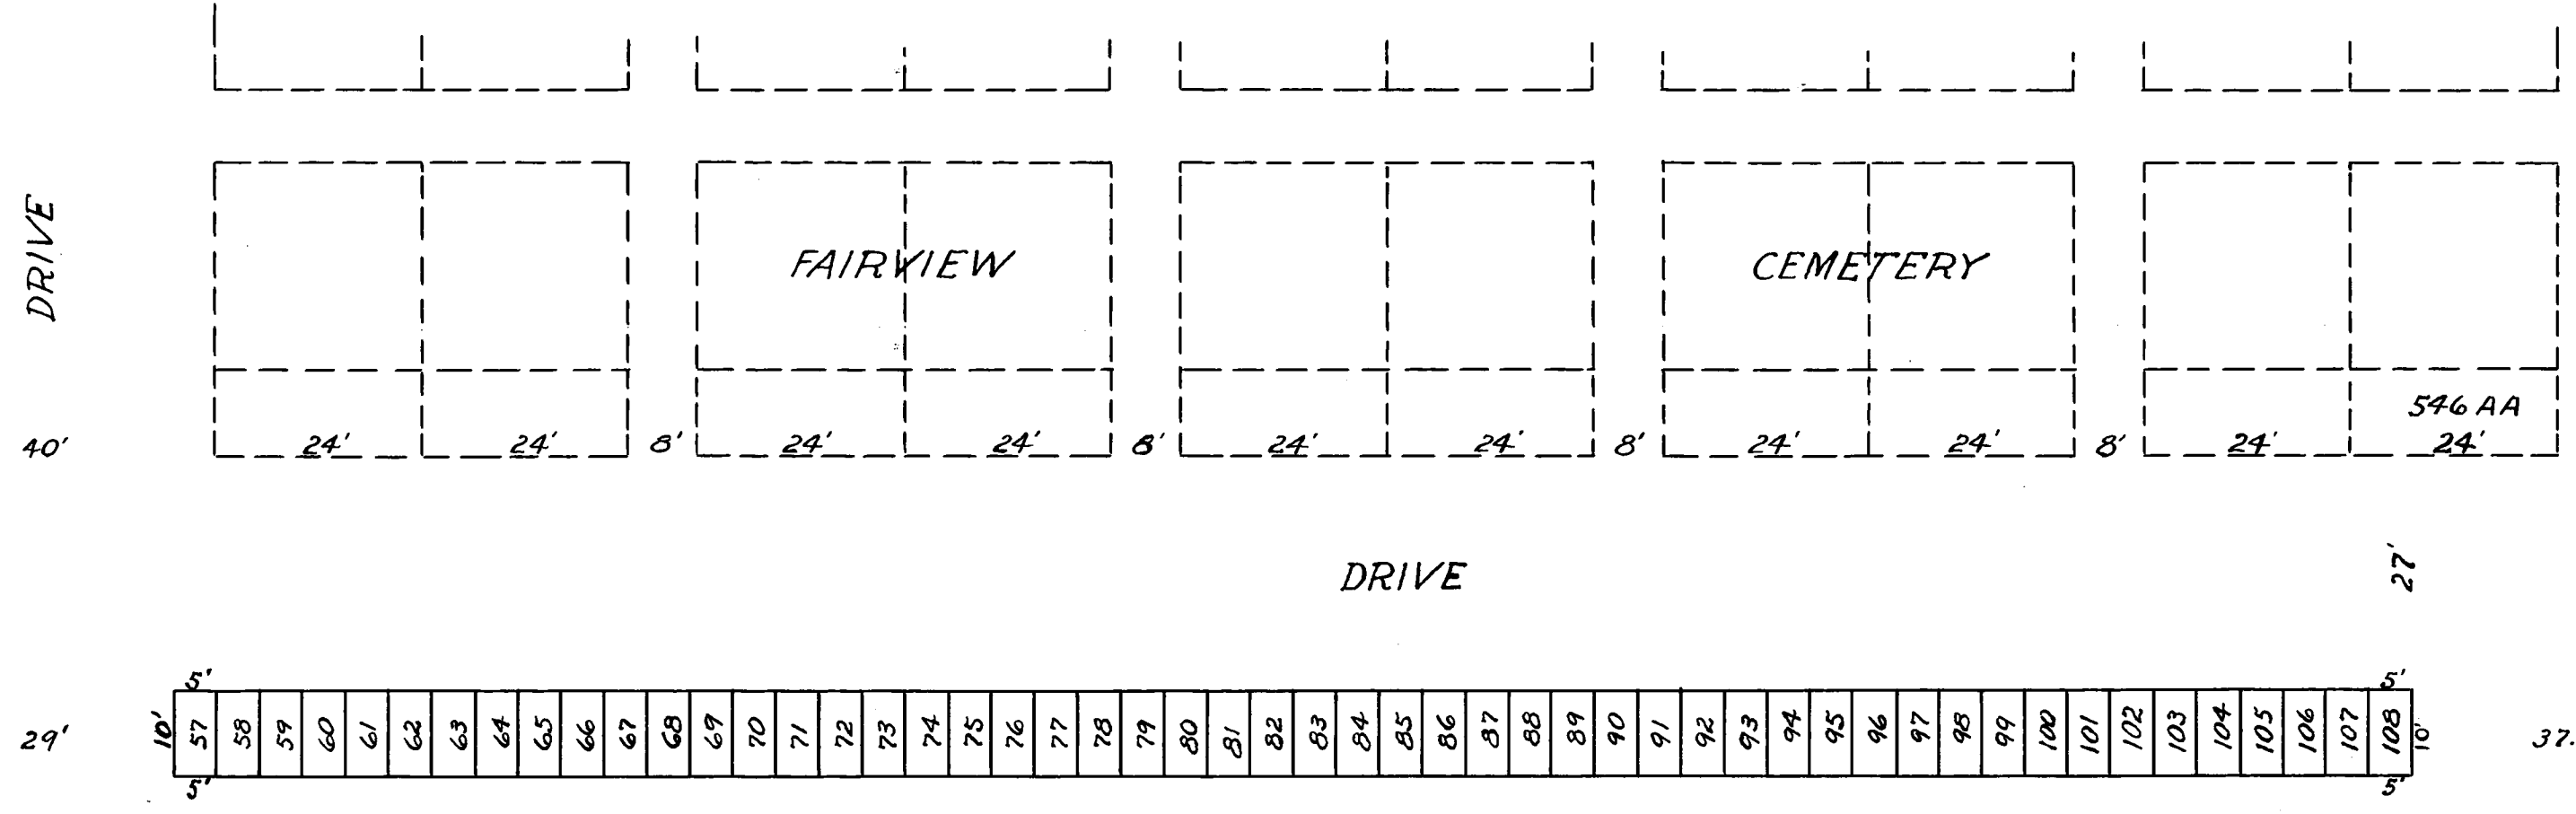 DRIVE
FAIRVIEW CEMETERY
546 AA
40' 24' 24' 8' 24' 24' 8' 24' 24' 8' 24' 24' 8' 24' 24'
DRIVE 27'
5' 5'
29' 10' 57 58 59 60 61 62 63 64 65 66 67 68 69 70 71 72 73 74 75 76 77 78 79 80 81 82 83 84 85 86 87 88 89 90 91 92 93 94 95 96 97 98 99 100 101 102 103 104 105 106 107 108 10' 37.
5' 5'